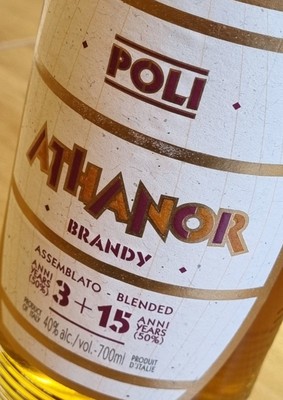 POLI
ATHANOR
BRANDY
ASSEMBLATO - BLENDED
ANNI YEARS (50%) 3 + 15 ANNI YEARS (50%)
PRODUCT OF ITALY 40% alc./vol.-700ml PRODUIT D'ITALIE